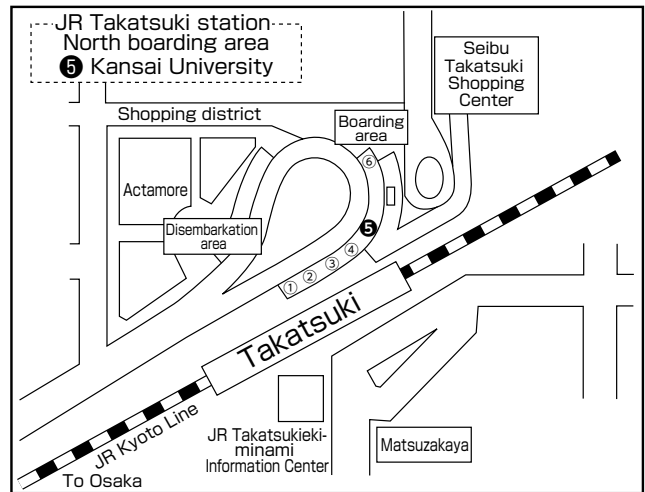 JR Takatsuki station
North boarding area
❺ Kansai University
Seibu
Takatsuki
Shopping
Center
Shopping district
Boarding
area
⑥
Actamore
Disembarkation
area
❺
④
③
②
①
Takatsuki
JR Kyoto Line
To Osaka
JR Takatsukieki-
minami
Information Center
Matsuzakaya